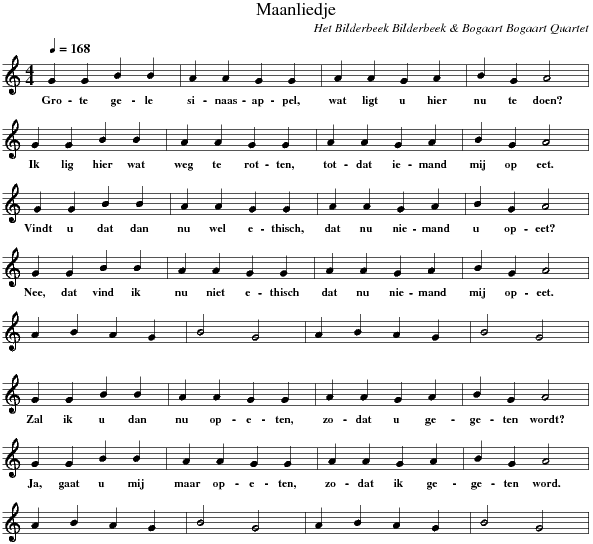 Maanliedje
Het Bilderbeek Bilderbeek & Bogaart Bogaart Quartet
= 168
4
4
Gro - te ge - le si - naas - ap - pel, wat ligt u hier nu te doen?
Ik lig hier wat weg te rot - ten, tot - dat ie - mand mij op eet.
Vindt u dat dan nu wel e - thisch, dat nu nie - mand u op - eet?
Nee, dat vind ik nu niet e - thisch dat nu nie - mand mij op - eet.
Zal ik u dan nu op - e - ten, zo - dat u ge - ge - ten wordt?
Ja, gaat u mij maar op - e - ten, zo - dat ik ge - ge - ten word.